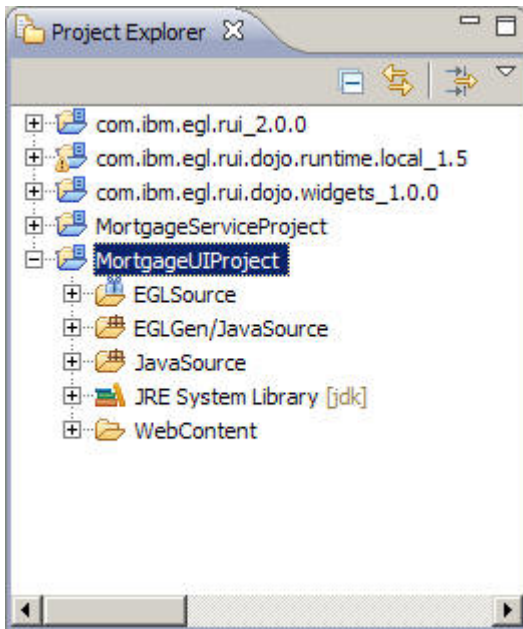 Project Explorer
com.ibm.egl.rui_2.0.0
com.ibm.egl.rui.dojo.runtime.local_1.5
com.ibm.egl.rui.dojo.widgets_1.0.0
MortgageServiceProject
MortgageUIProject
EGLSource
EGLGen/JavaSource
JavaSource
JRE System Library [jdk]
WebContent